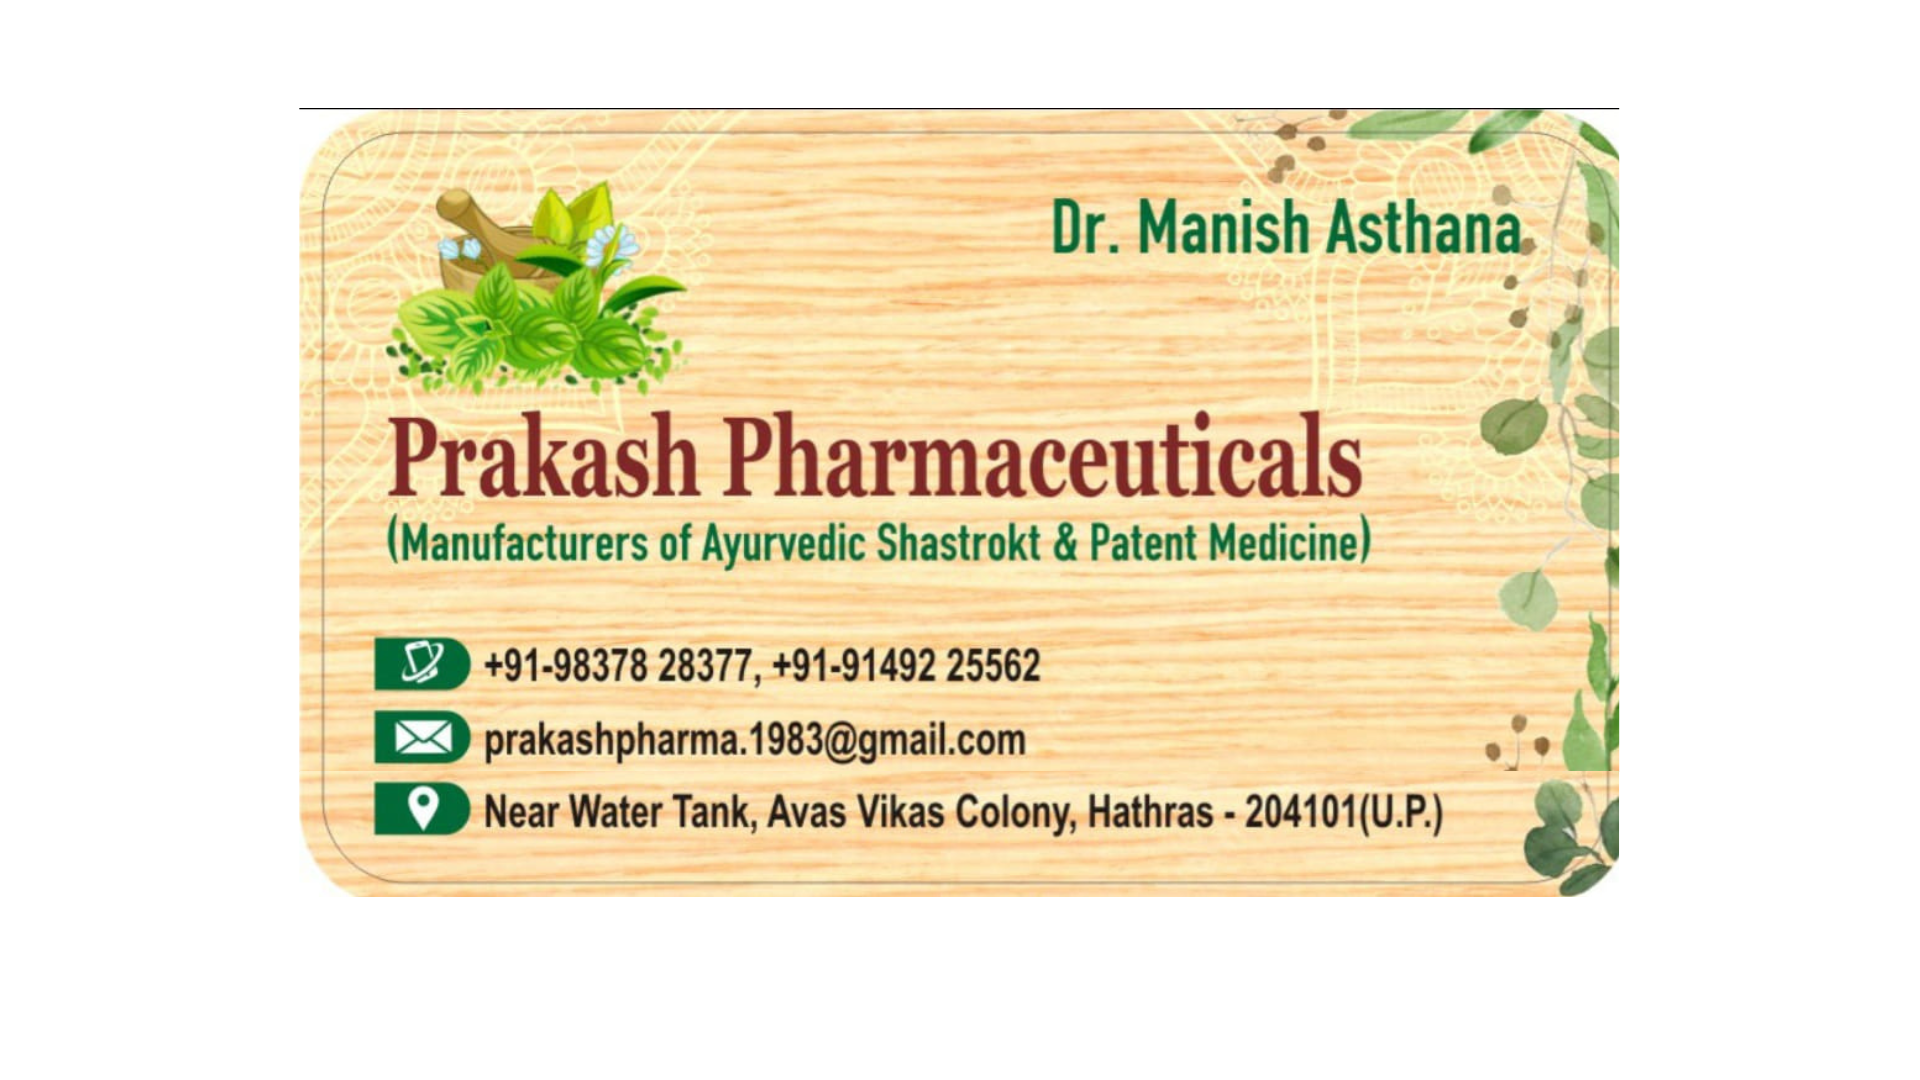 Dr. Manish Asthana
Prakash Pharmaceuticals
(Manufacturers of Ayurvedic Shastrokt & Patent Medicine)
+91-98378 28377, +91-91492 25562
prakashpharma.1983@gmail.com
Near Water Tank, Avas Vikas Colony, Hathras - 204101(U.P.)